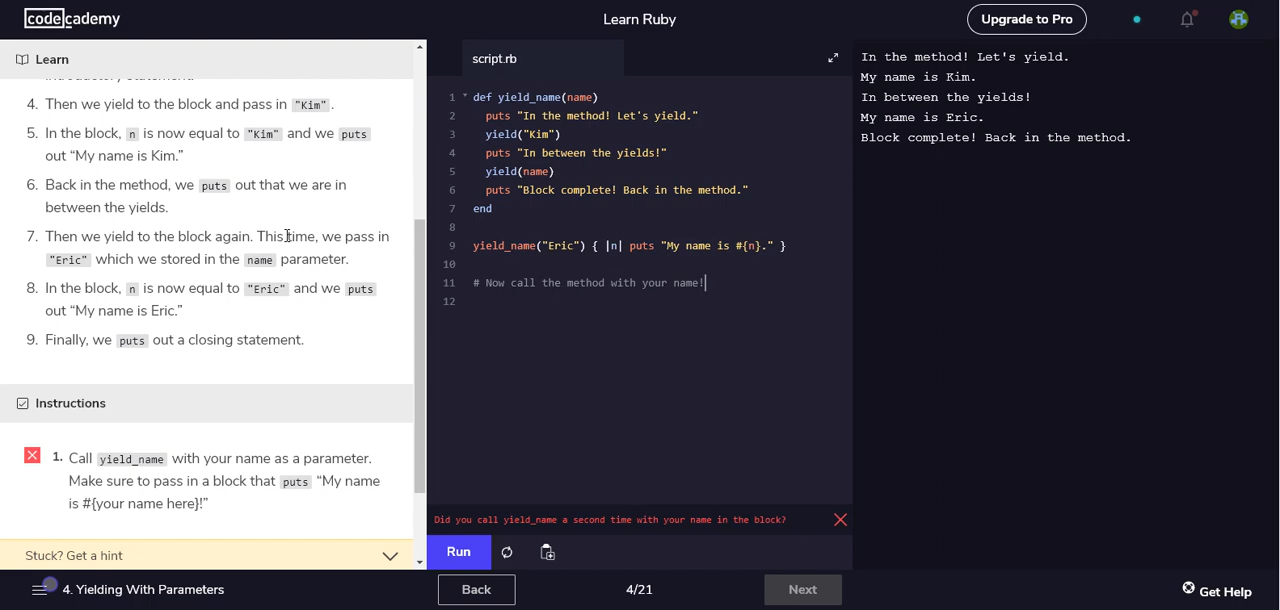 codecademy
Learn Ruby
Upgrade to Pro
Learn
4. Then we yield to the block and pass in "Kim".
5. In the block, n is now equal to "Kim" and we puts
out “My name is Kim.”
6. Back in the method, we puts out that we are in
between the yields.
7. Then we yield to the block again. This time, we pass in
"Eric" which we stored in the name parameter.
8. In the block, n is now equal to "Eric" and we puts
out “My name is Eric.”
9. Finally, we puts out a closing statement.
Instructions
1. Call yield_name with your name as a parameter.
Make sure to pass in a block that puts “My name
is #{your name here}!”
Stuck? Get a hint
script.rb
1 def yield_name(name)
2 puts "In the method! Let's yield."
3 yield("Kim")
4 puts "In between the yields!"
5 yield(name)
6 puts "Block complete! Back in the method."
7 end
8
9 yield_name("Eric") { |n| puts "My name is #{n}." }
10
11 # Now call the method with your name!
12
Did you call yield_name a second time with your name in the block?
Run
In the method! Let's yield.
My name is Kim.
In between the yields!
My name is Eric.
Block complete! Back in the method.
4. Yielding With Parameters
Back
4/21
Next
Get Help